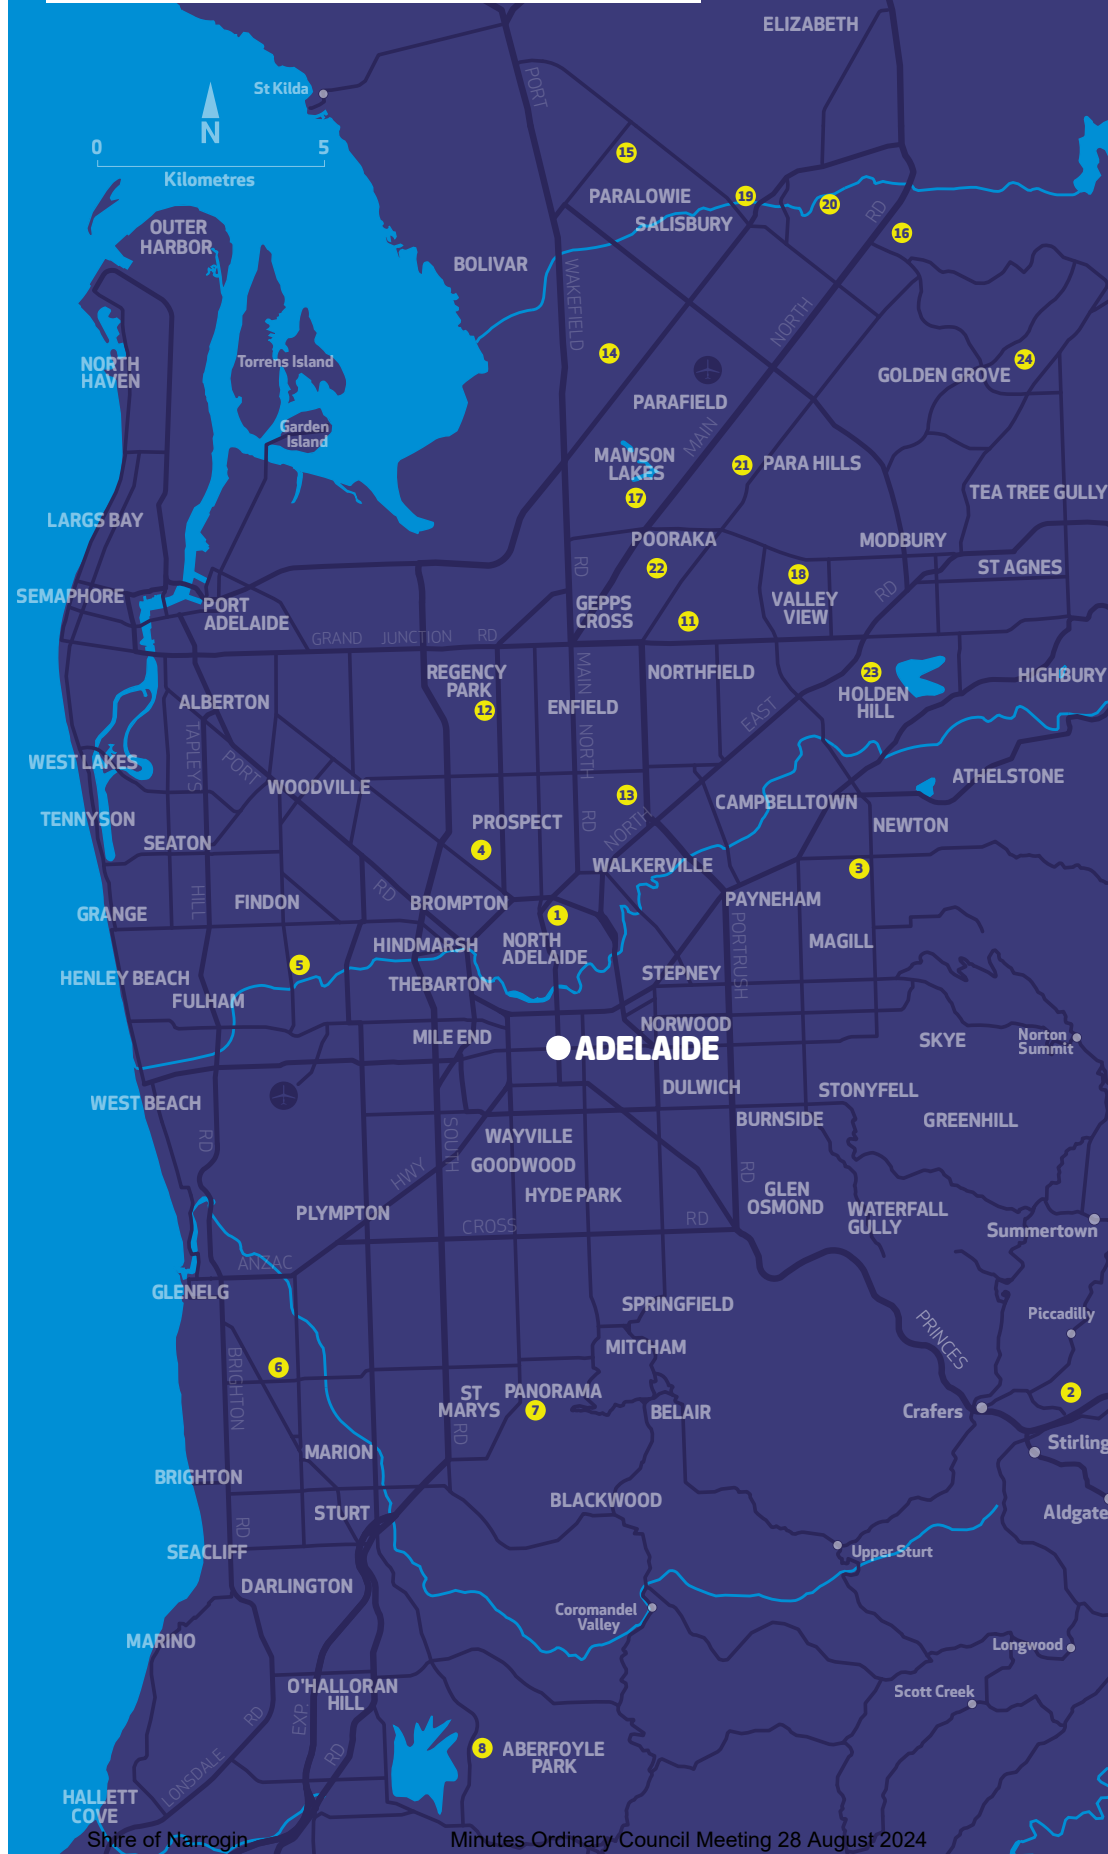 ELIZABETH
PORT
St Kilda
N
0
5
Kilometres
15
PARALOWIE
19
20
SALISBURY
RD
16
OUTER
HARBOR
BOLIVAR
WAKEFIELD
NORTH
14
24
GOLDEN GROVE
NORTH
HAVEN
Torrens Island
PARAFIELD
Garden
Island
MAIN
MAWSON
LAKES
21
PARA HILLS
17
TEA TREE GULLY
LARGS BAY
POORAKA
MODBURY
22
18
ST AGNES
RD
RD
SEMAPHORE
PORT
ADELAIDE
GEPPS
CROSS
VALLEY
VIEW
11
GRAND JUNCTION RD
REGENCY
PARK
12
MAIN
NORTHFIELD
23
HOLDEN
HILL
HIGHBURY
ALBERTON
ENFIELD
EAST
TAPLEYS
PORT
NORTH
WEST LAKES
WOODVILLE
ATHELSTONE
13
CAMPBELLTOWN
TENNYSON
PROSPECT
RD
NORTH
NEWTON
SEATON
4
WALKERVILLE
3
HILL
RD
FINDON
BROMPTON
PAYNEHAM
GRANGE
1
PORTRUSH
HINDMARSH
NORTH
ADELAIDE
MAGILL
5
HENLEY BEACH
THEBARTON
STEPNEY
FULHAM
NORWOOD
MILE END
ADELAIDE
SKYE
Norton
Summit
DULWICH
STONYFELL
WEST BEACH
BURNSIDE
GREENHILL
RD
SOUTH
WAYVILLE
GOODWOOD
HWY
RD
HYDE PARK
GLEN
OSMOND
WATERFALL
GULLY
PLYMPTON
CROSS
RD
Summertown
ANZAC
GLENELG
SPRINGFIELD
Piccadilly
PRINCES
MITCHAM
BRIGHTON
6
ST
MARYS
PANORAMA
7
2
BELAIR
Crafers
RD
Stirling
MARION
BRIGHTON
BLACKWOOD
STURT
Aldgate
RD
SEACLIFF
Upper Sturt
DARLINGTON
Coromandel
Valley
MARINO
Longwood
O'HALLORAN
HILL
Scott Creek
RD
EXP.
RD
8
ABERFOYLE
PARK
LONSDALE
HALLETT
COVE
Shire of Narrogin
Minutes Ordinary Council Meeting 28 August 2024